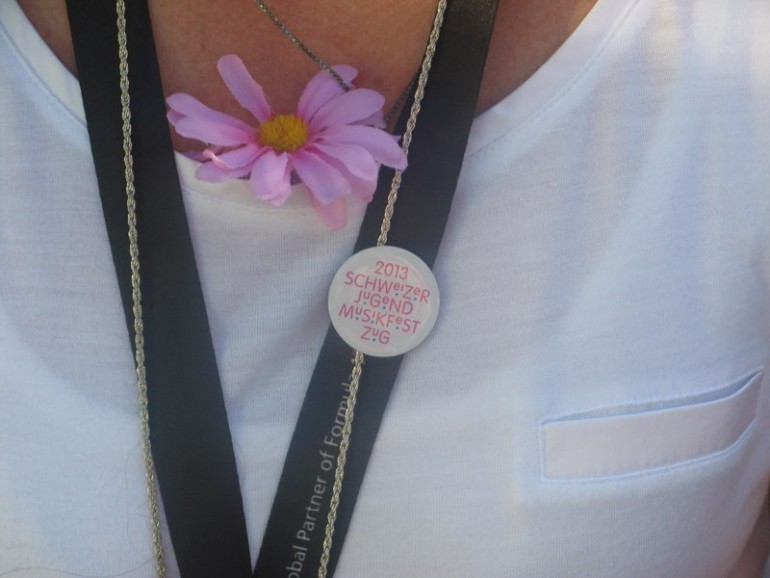 2013
SCHWeiZeR
JuGeND
MuSiKFeST
ZuG
obal Partner of Formul